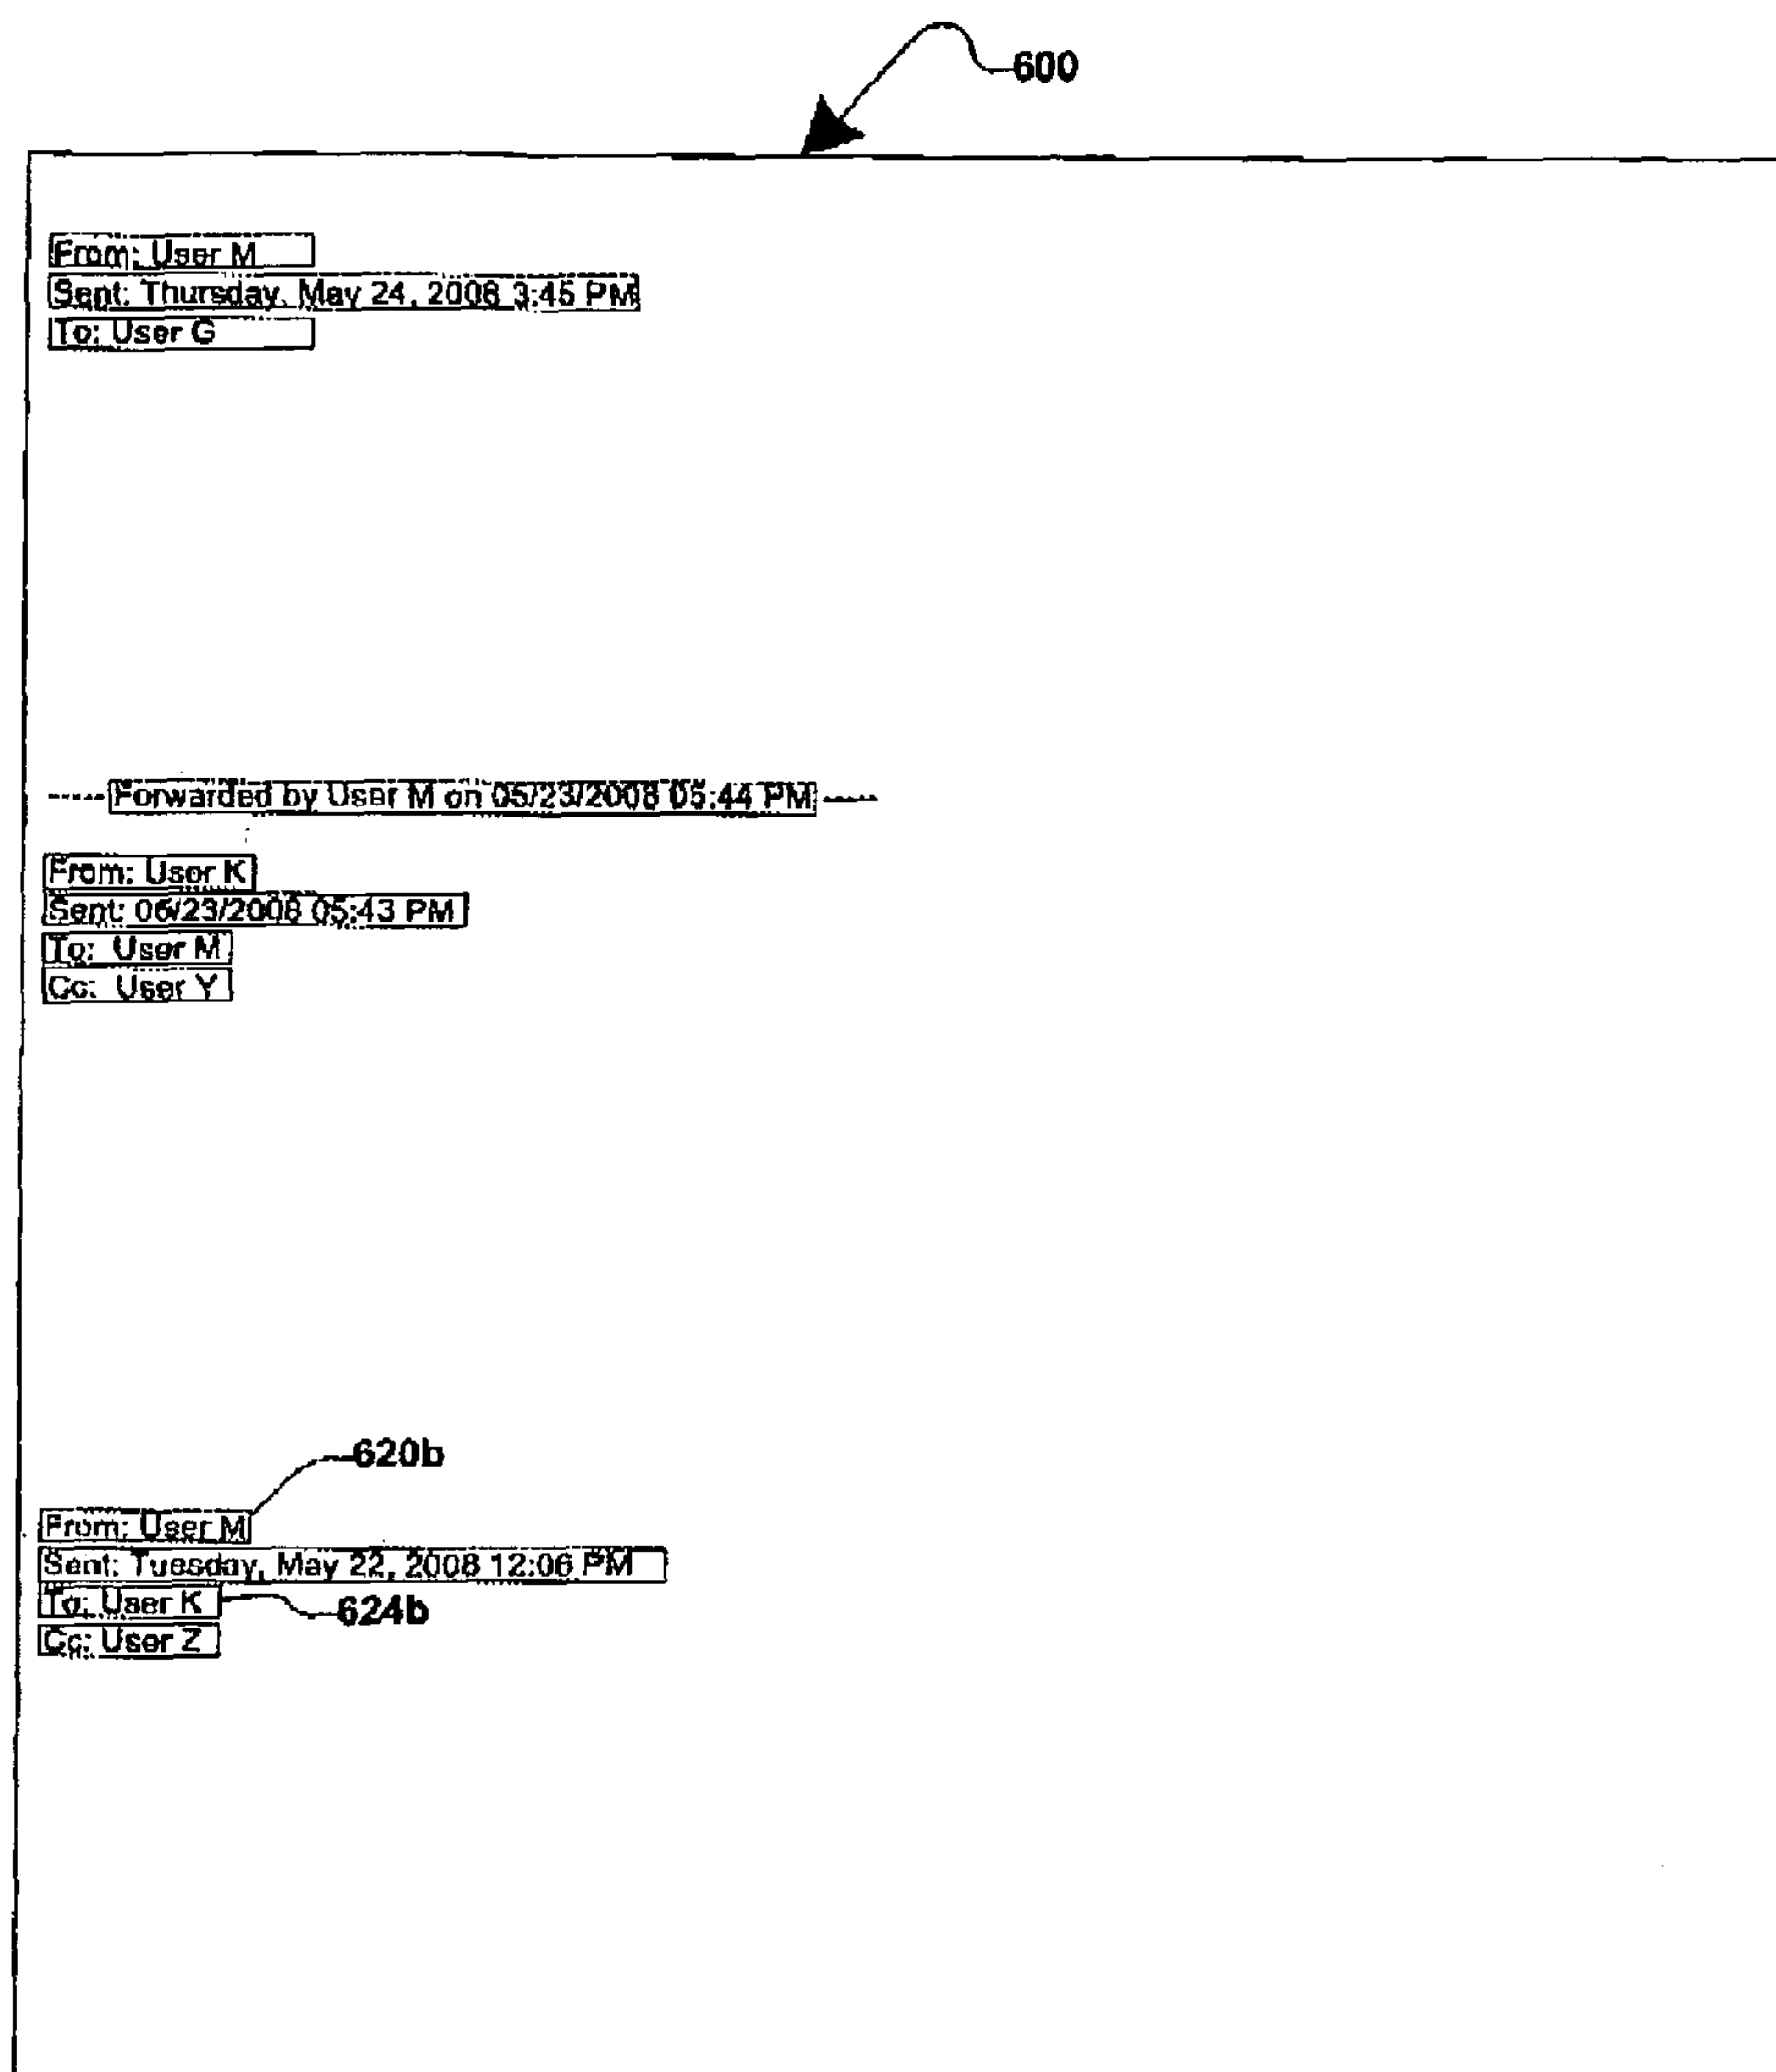 600
From: User M
Sent: Thursday, May 24, 2008 3:45 PM
To: User G
----- Forwarded by User M on 05/23/2008 05:44 PM -----
From: User K
Sent: 05/23/2008 05:43 PM
To: User M
Cc: User Y
620b
From: User M
Sent: Tuesday, May 22, 2008 12:06 PM
To: User K
624b
Cc: User Z